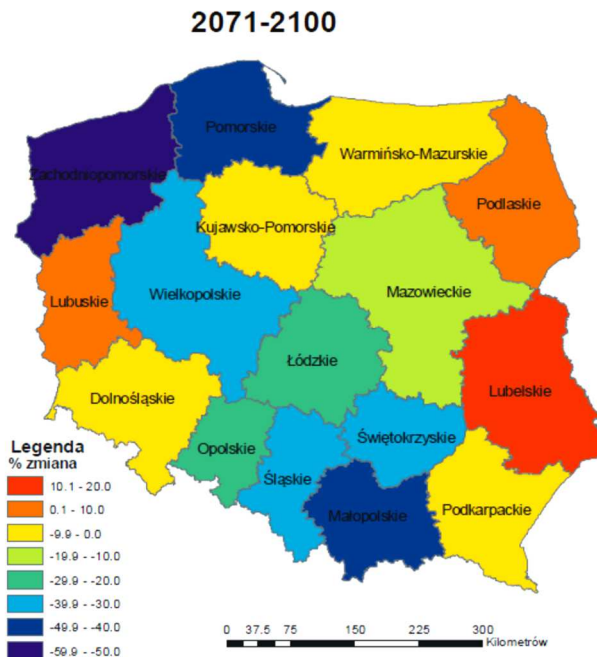 2071-2100
Pomorskie
Zachodniopomorskie
Warmińsko-Mazurskie
Podlaskie
Kujawsko-Pomorskie
Mazowieckie
Wielkopolskie
Lubuskie
Łódzkie
Lubelskie
Dolnośląskie
Opolskie
Śląskie
Świętokrzyskie
Małopolskie
Podkarpackie
Legenda
% zmiana
10.1 - 20.0
0.1 - 10.0
-9.9 - 0.0
-19.9 - -10.0
-29.9 - -20.0
-39.9 - -30.0
-49.9 - -40.0
-59.9 - -50.0
0 37.5 75 150 225 300
Kilometrów